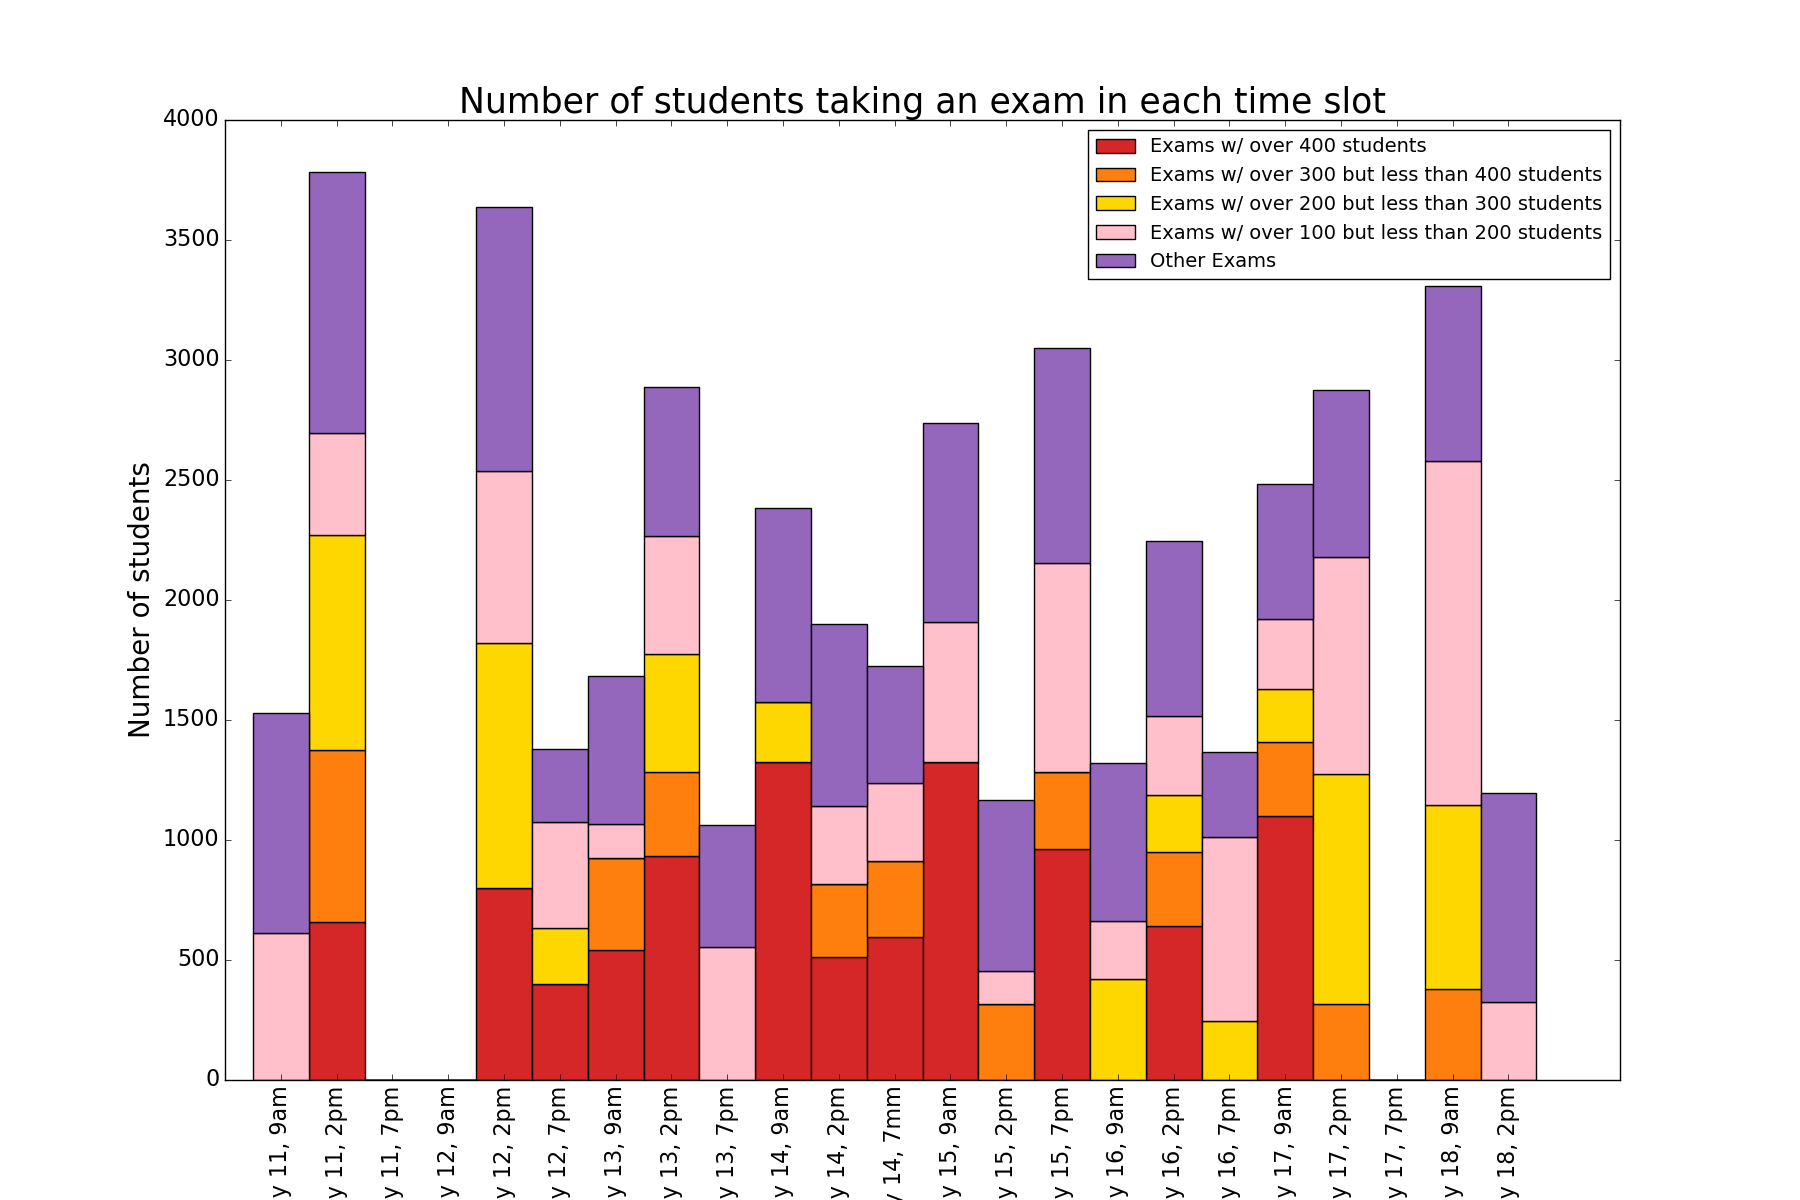 Number of students taking an exam in each time slot
Number of students
4000
3500
3000
2500
2000
1500
1000
500
0
Exams w/ over 400 students
Exams w/ over 300 but less than 400 students
Exams w/ over 200 but less than 300 students
Exams w/ over 100 but less than 200 students
Other Exams
y 11, 9am
y 11, 2pm
y 11, 7pm
y 12, 9am
y 12, 2pm
y 12, 7pm
y 13, 9am
y 13, 2pm
y 13, 7pm
y 14, 9am
y 14, 2pm
y 14, 7mm
y 15, 9am
y 15, 2pm
y 15, 7pm
y 16, 9am
y 16, 2pm
y 16, 7pm
y 17, 9am
y 17, 2pm
y 17, 7pm
y 18, 9am
y 18, 2pm